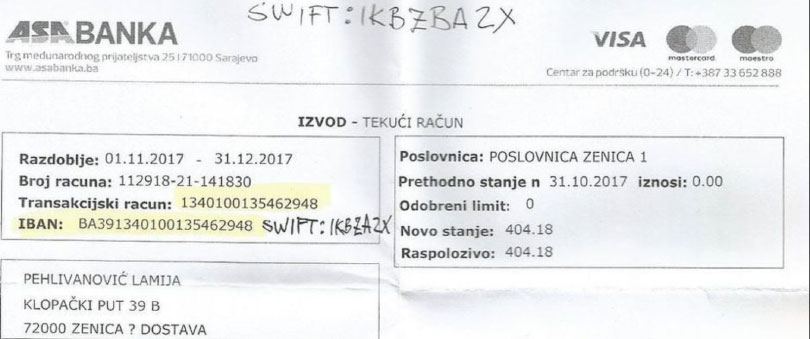 SWIFT: IKBZBA2X
ASA BANKA
Trg međunarodnog prijateljstva 25 | 71000 Sarajevo
www.asabanka.ba
VISA
mastercard
maestro
Centar za podršku (0-24) / T: +387 33 652 888
IZVOD - TEKUĆI RAČUN
Razdoblje: 01.11.2017 - 31.12.2017
Broj racuna: 112918-21-141830
Transakcijski racun: 1340100135462948
IBAN: BA391340100135462948 SWIFT: IKBZA2X
Poslovnica: POSLOVNICA ZENICA 1
Prethodno stanje n 31.10.2017 iznosi: 0.00
Odobreni limit: 0
Novo stanje: 404.18
Raspolozivo: 404.18
PEHLIVANOVIĆ LAMIJA
KLOPAČKI PUT 39 B
72000 ZENICA ? DOSTAVA